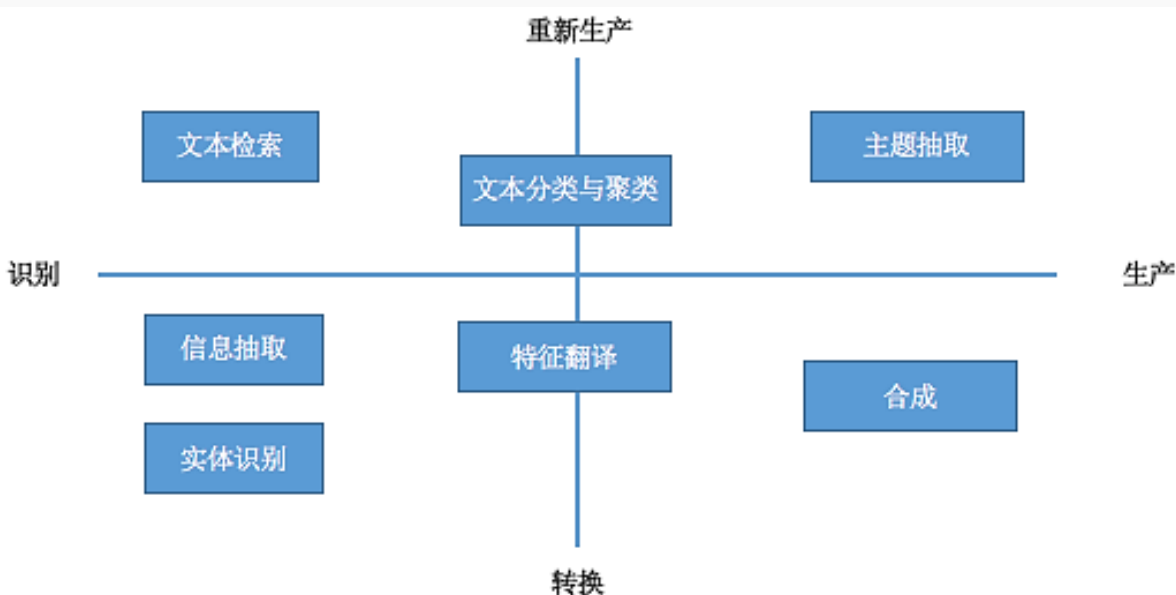 重新生产
文本检索
主题抽取
文本分类与聚类
识别
生产
信息抽取
特征翻译
合成
实体识别
转换